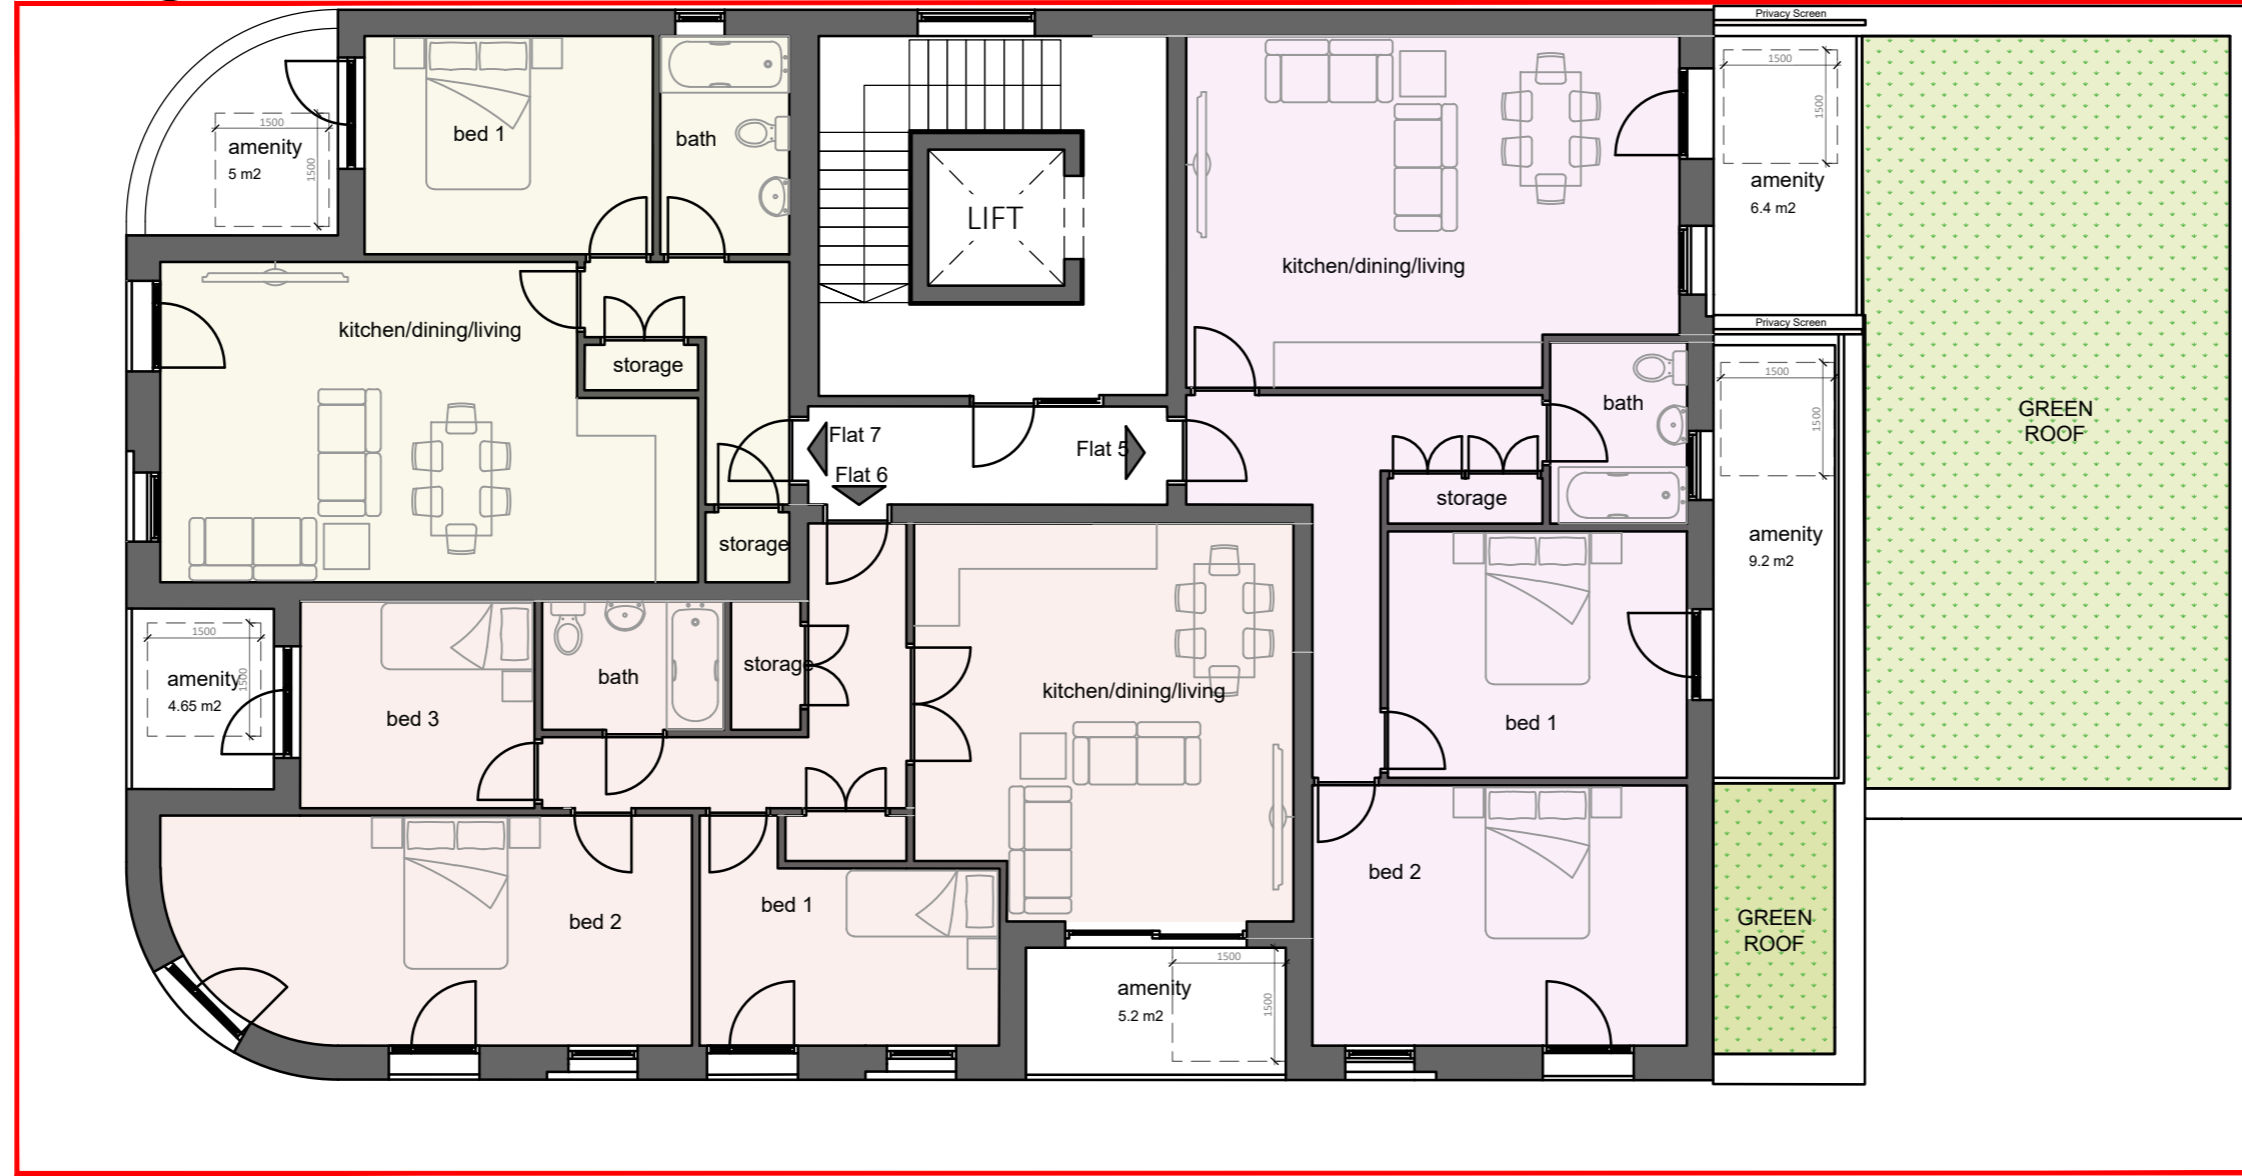 Privacy Screen
1500
1500
amenity
6.4 m2
bed 1
bath
1500
amenity
5 m2
1500
LIFT
kitchen/dining/living
kitchen/dining/living
storage
Privacy Screen
1500
1500
bath
GREEN
ROOF
Flat 7
Flat 6
Flat 5
storage
amenity
9.2 m2
storage
1500
amenity
4.65 m2
1500
bed 3
bath
storage
kitchen/dining/living
bed 1
bed 2
bed 1
bed 2
GREEN
ROOF
1500
amenity
5.2 m2
1500